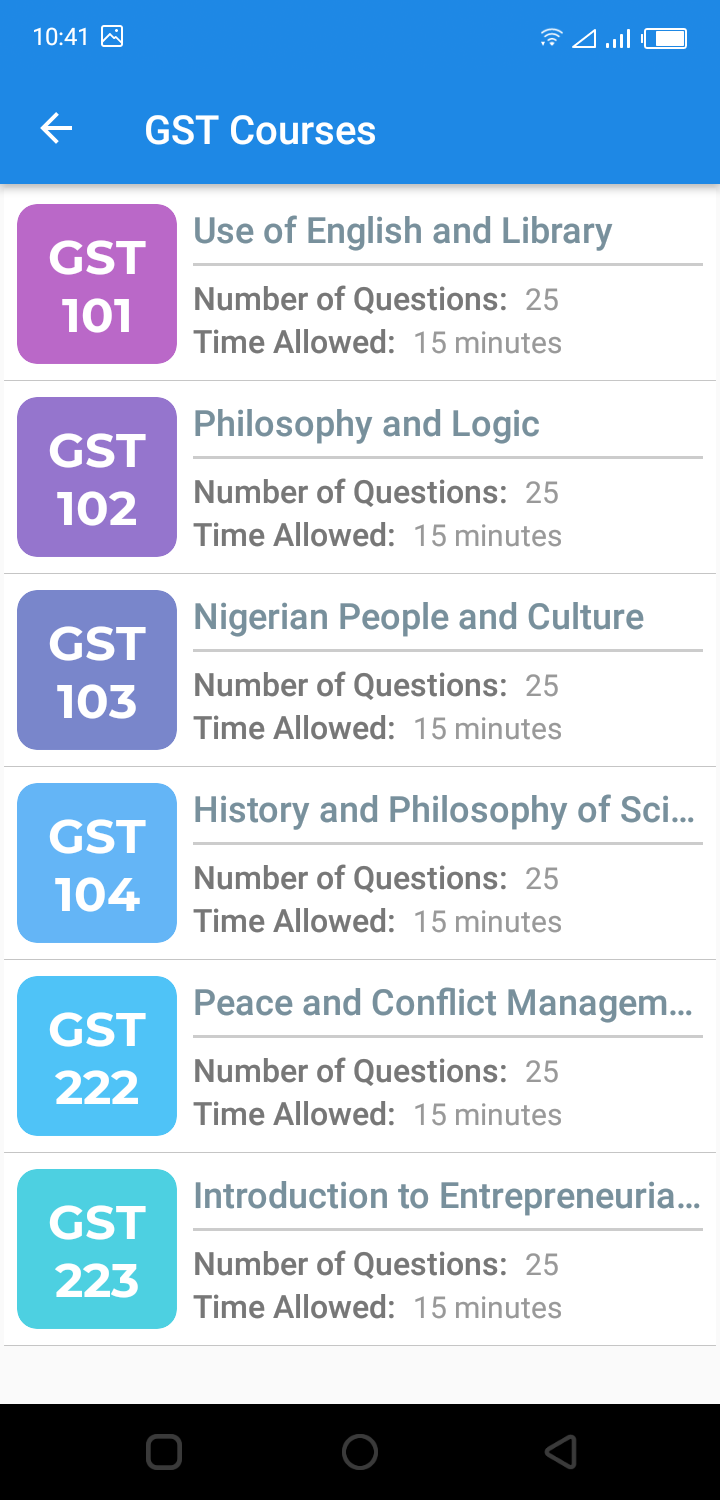 10:41
GST Courses
GST
101
Use of English and Library
Number of Questions: 25
Time Allowed: 15 minutes
GST
102
Philosophy and Logic
Number of Questions: 25
Time Allowed: 15 minutes
GST
103
Nigerian People and Culture
Number of Questions: 25
Time Allowed: 15 minutes
GST
104
History and Philosophy of Sci...
Number of Questions: 25
Time Allowed: 15 minutes
GST
222
Peace and Conflict Managem...
Number of Questions: 25
Time Allowed: 15 minutes
GST
223
Introduction to Entrepreneuria...
Number of Questions: 25
Time Allowed: 15 minutes